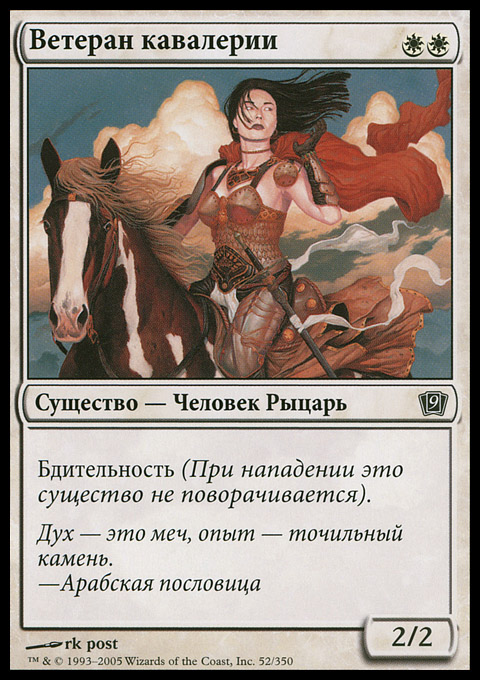 Ветеран кавалерии
Существо — Человек Рыцарь
9
Бдительность (При нападении это
существо не поворачивается).
Дух — это меч, опыт — точильный
камень.
—Арабская пословица
2/2
rk post
™ & © 1993–2005 Wizards of the Coast, Inc. 52/350